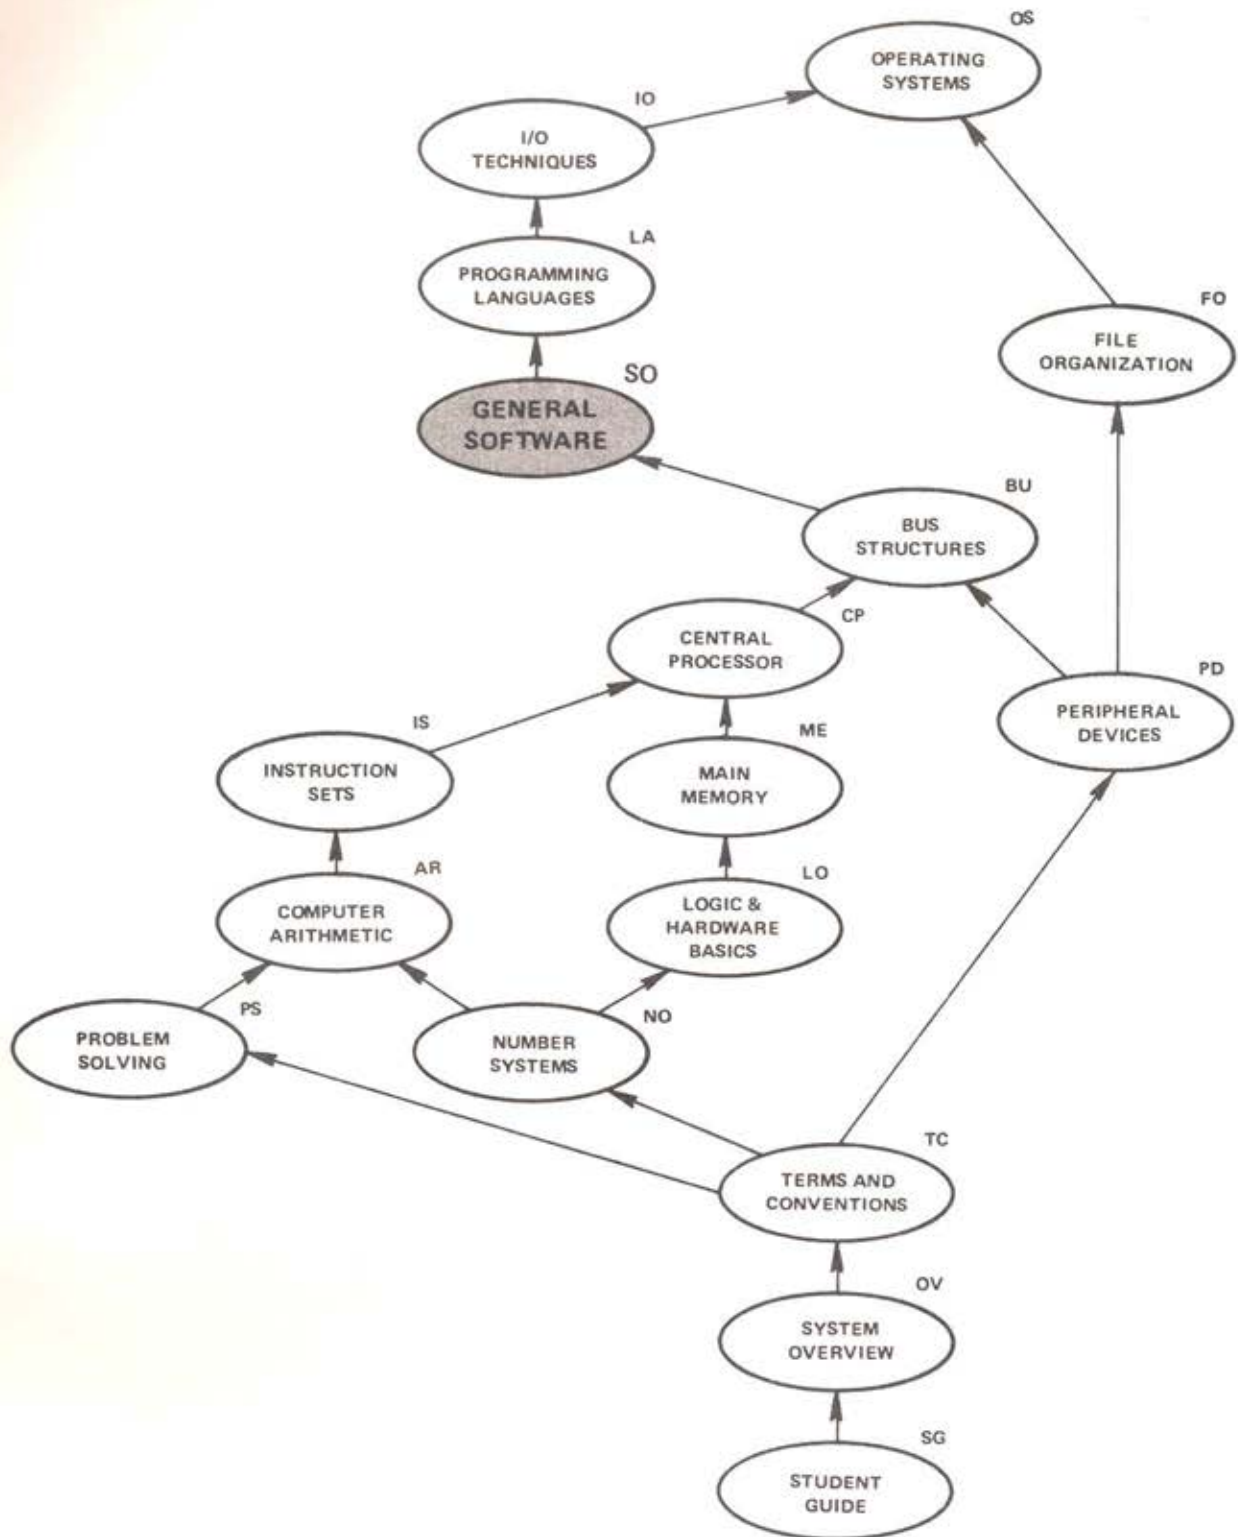 OS
OPERATING
SYSTEMS
IO
I/O
TECHNIQUES
LA
PROGRAMMING
LANGUAGES
FO
FILE
ORGANIZATION
SO
GENERAL
SOFTWARE
BU
BUS
STRUCTURES
CP
CENTRAL
PROCESSOR
PD
PERIPHERAL
DEVICES
IS
INSTRUCTION
SETS
ME
MAIN
MEMORY
AR
COMPUTER
ARITHMETIC
LO
LOGIC &
HARDWARE
BASICS
PS
PROBLEM
SOLVING
NO
NUMBER
SYSTEMS
TC
TERMS AND
CONVENTIONS
OV
SYSTEM
OVERVIEW
SG
STUDENT
GUIDE